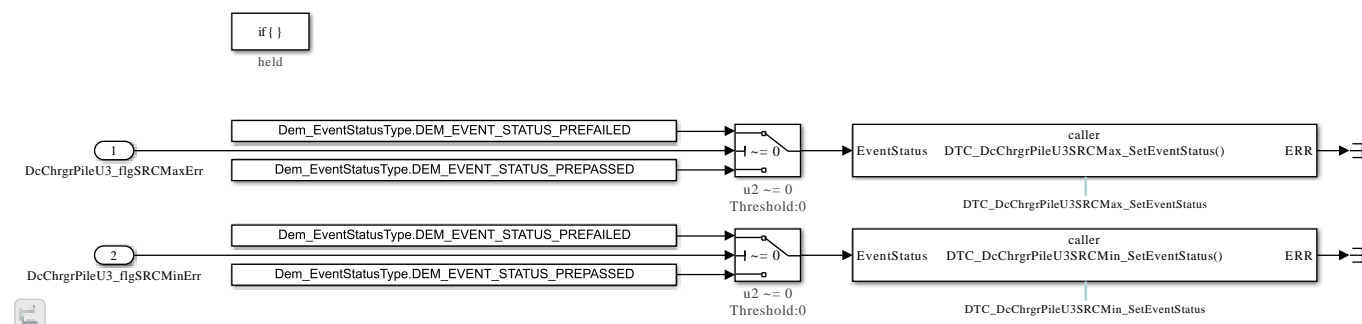 if { }
held
Dem_EventStatusType.DEM_EVENT_STATUS_PREFAILED
1
DcChrgrPileU3_flgSRCMaxErr
~= 0
Dem_EventStatusType.DEM_EVENT_STATUS_PREPASSED
u2 ~= 0
Threshold:0
caller
EventStatus DTC_DcChrgrPileU3SRCMax_SetEventStatus() ERR
DTC_DcChrgrPileU3SRCMax_SetEventStatus
Dem_EventStatusType.DEM_EVENT_STATUS_PREFAILED
2
DcChrgrPileU3_flgSRCMinErr
~= 0
Dem_EventStatusType.DEM_EVENT_STATUS_PREPASSED
u2 ~= 0
Threshold:0
caller
EventStatus DTC_DcChrgrPileU3SRCMin_SetEventStatus() ERR
DTC_DcChrgrPileU3SRCMin_SetEventStatus